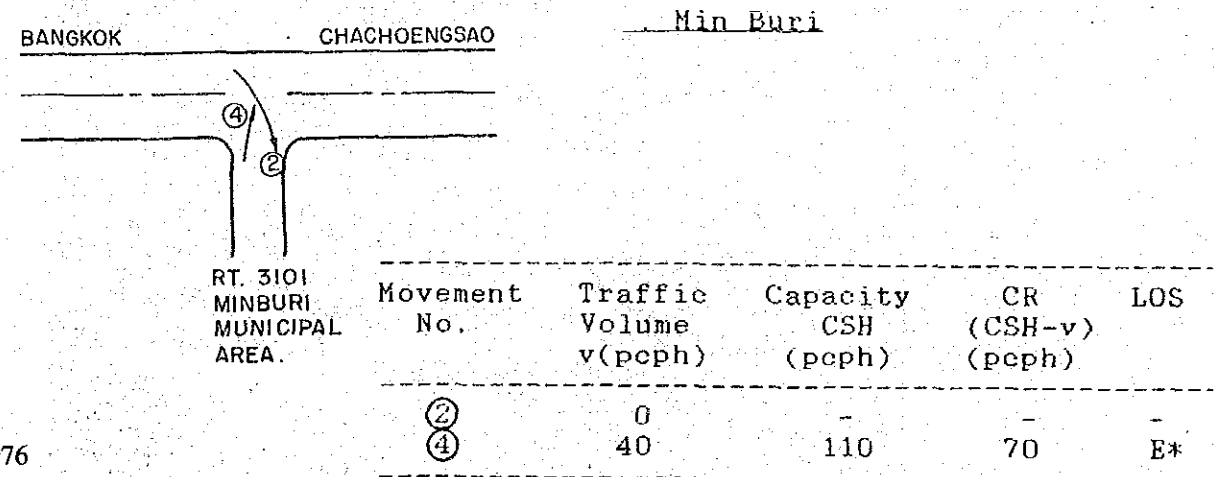 Min Buri
BANGKOK CHACHOENGSAO
④
②
RT. 3101
MINBURI
MUNICIPAL
AREA.
Movement Traffic Capacity CR LOS
No. Volume CSH (CSH-v)
v(pcph) (pcph) (pcph)
② 0 - - -
④ 40 110 70 E*
76